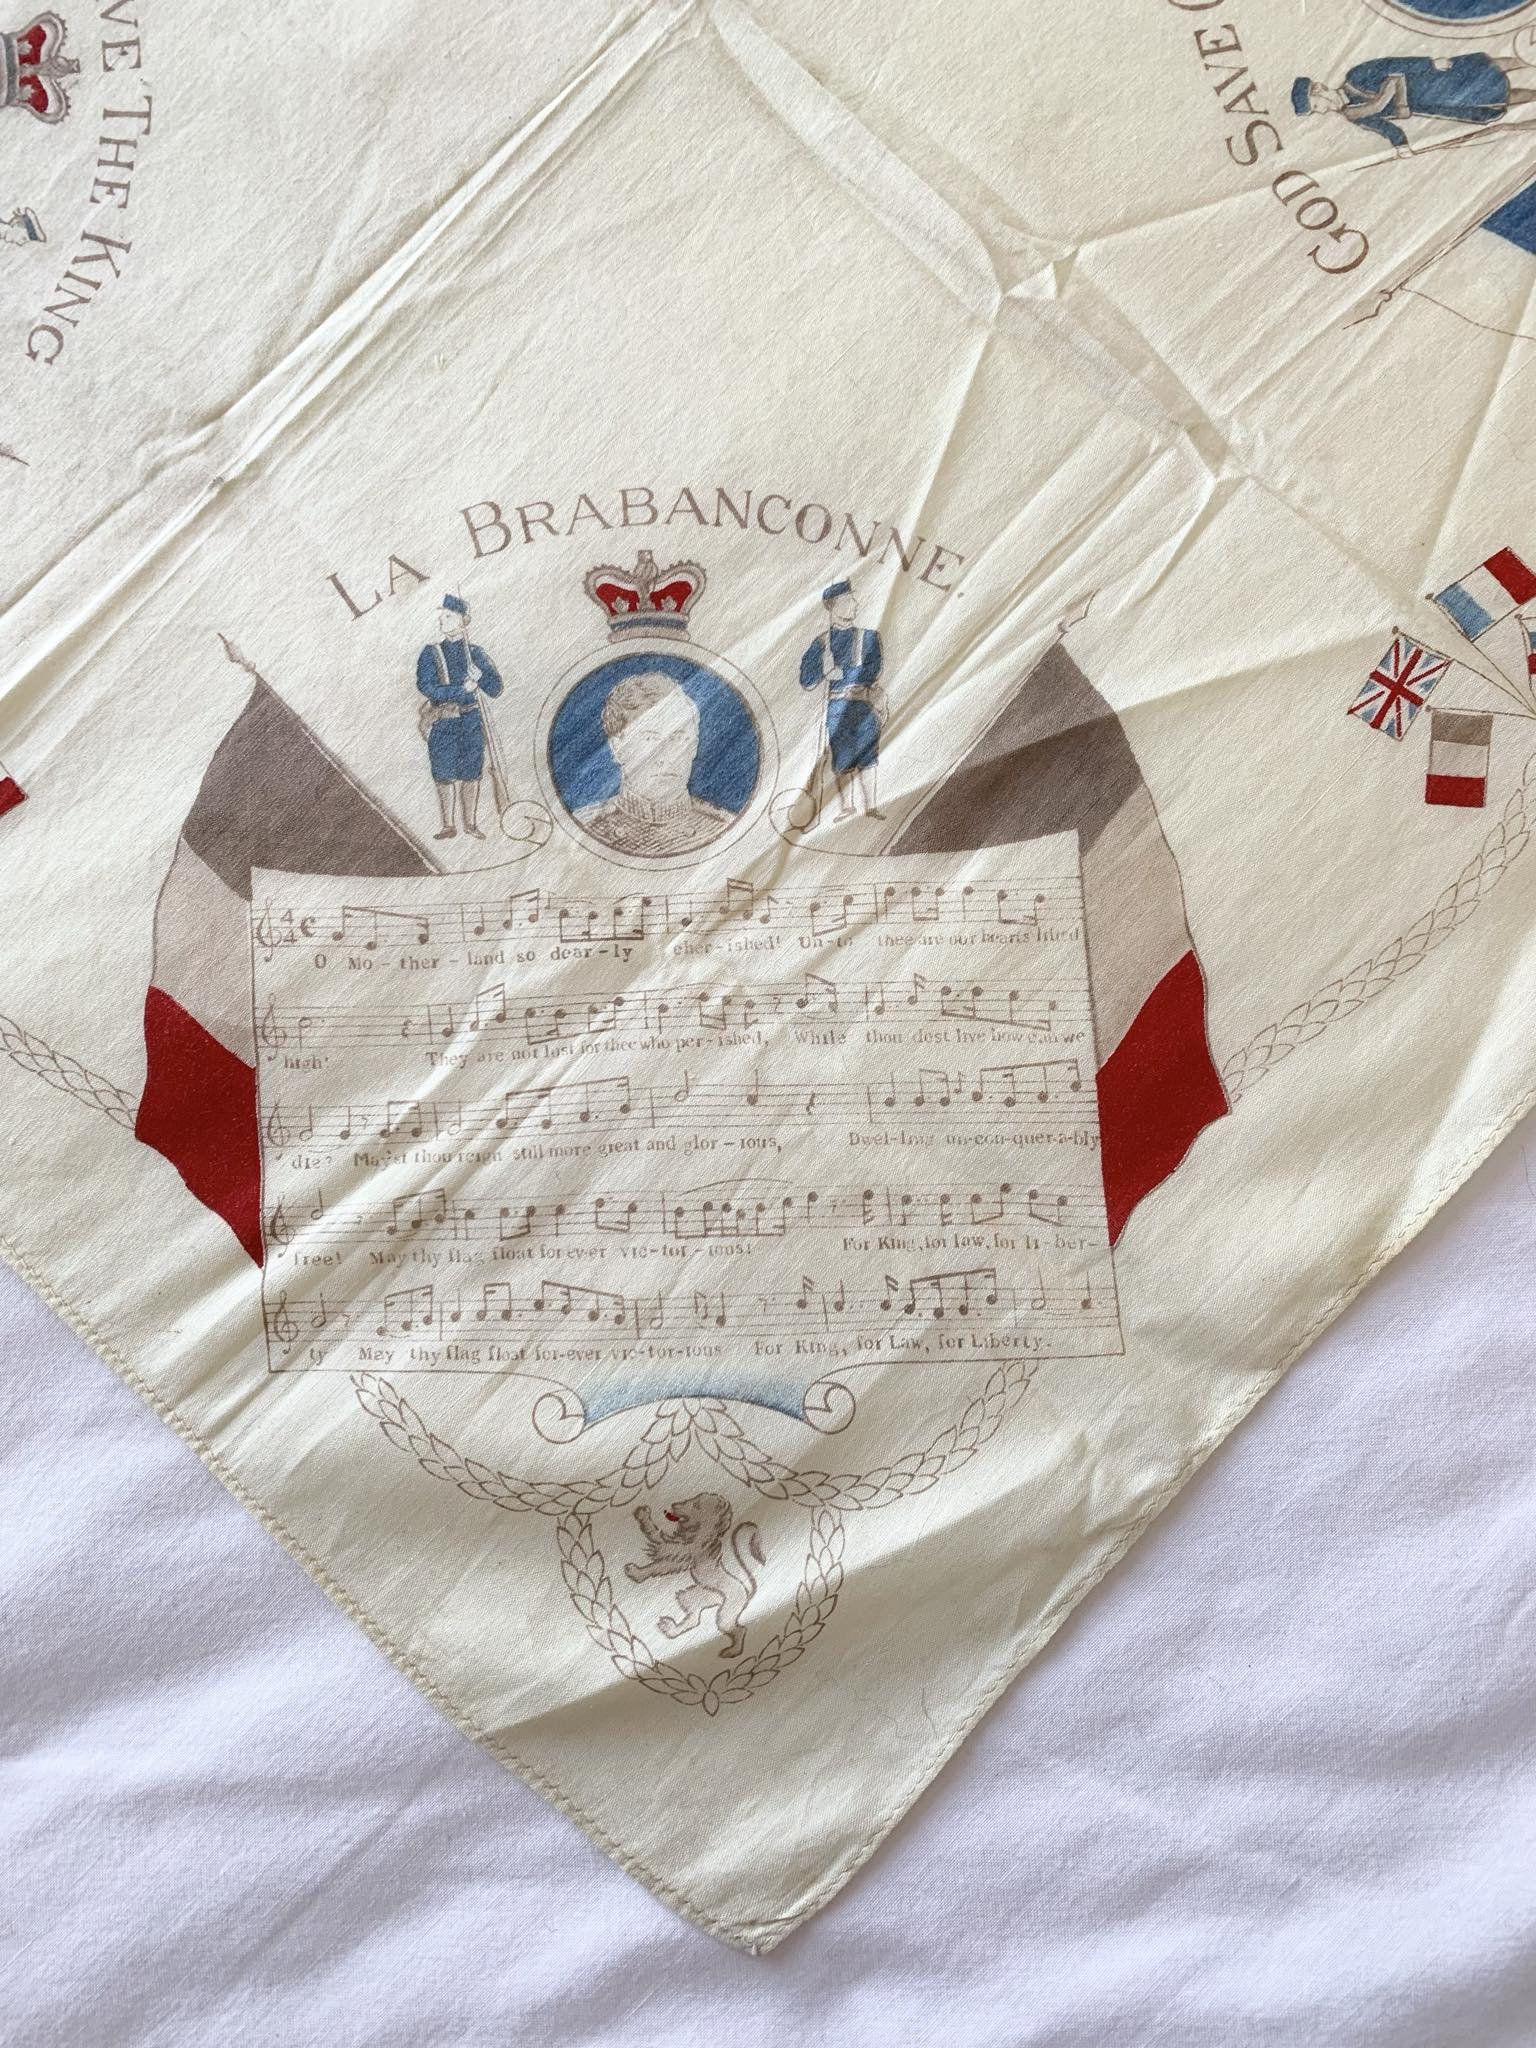 VE THE KING
GOD SAVE
LA BRABANCONNE.
O Mo-ther-land so dear-ly cher-ished! Un-to thee are our hearts lifted
high! They are not lost for thee who per-ished, While thou dost live how can we
die? May'st thou reign still more great and glor-ious, Dwel-ling un-con-quer-a-bly
free! May thy flag float for ever vic-tor-ious! For King, for law, for li-ber-
ty May thy flag float for-ever vic-tor-ious For King, for Law, for Liberty.